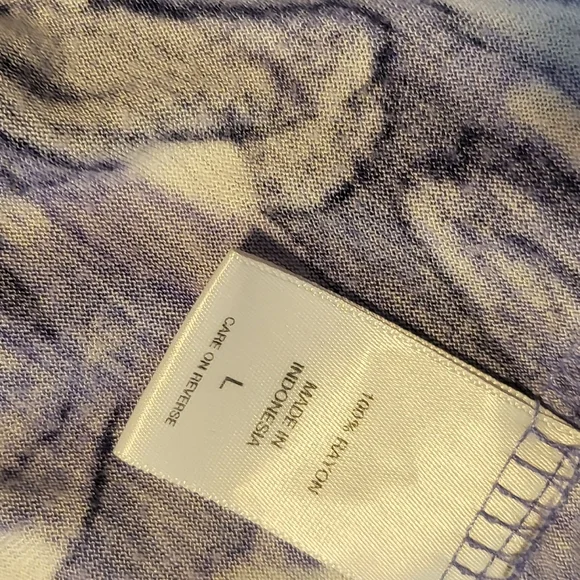 100% RAYON
MADE IN
INDONESIA
L
CARE ON REVERSE